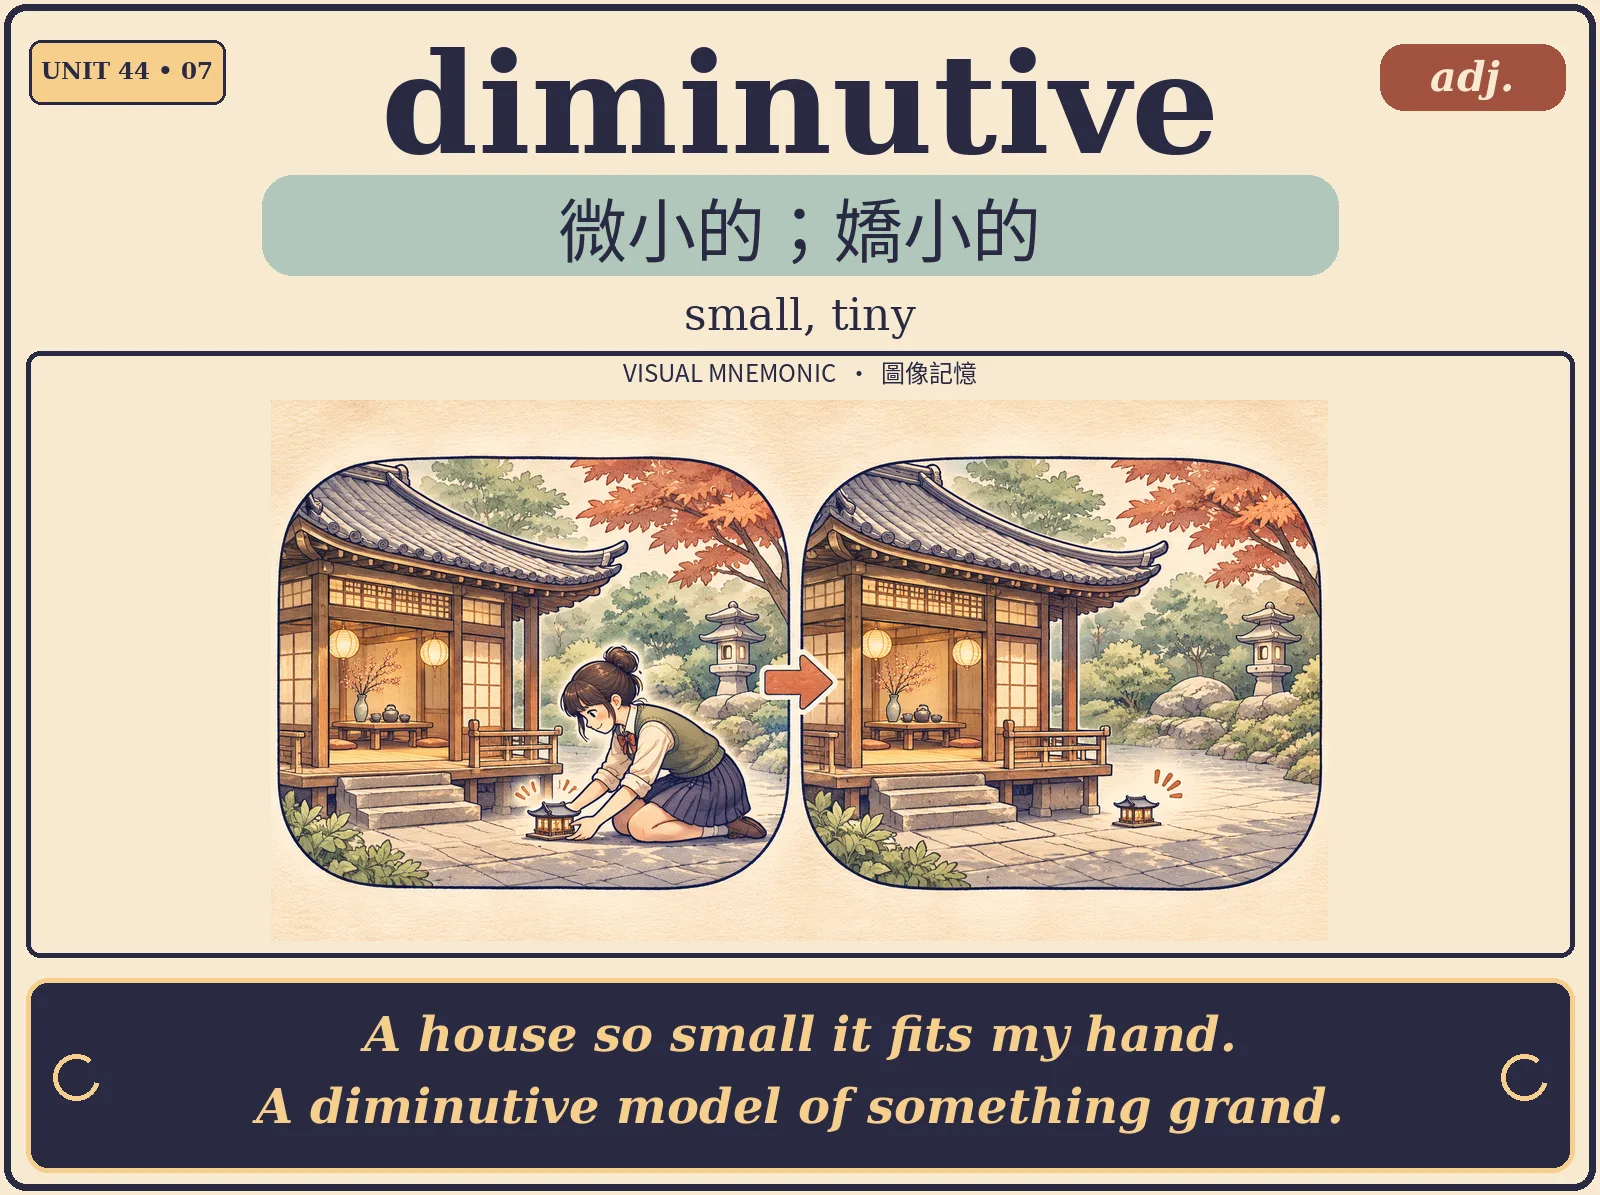 UNIT 44 • 07
diminutive
adj.
微小的；嬌小的
small, tiny
VISUAL MNEMONIC • 圖像記憶
A house so small it fits my hand.
A diminutive model of something grand.